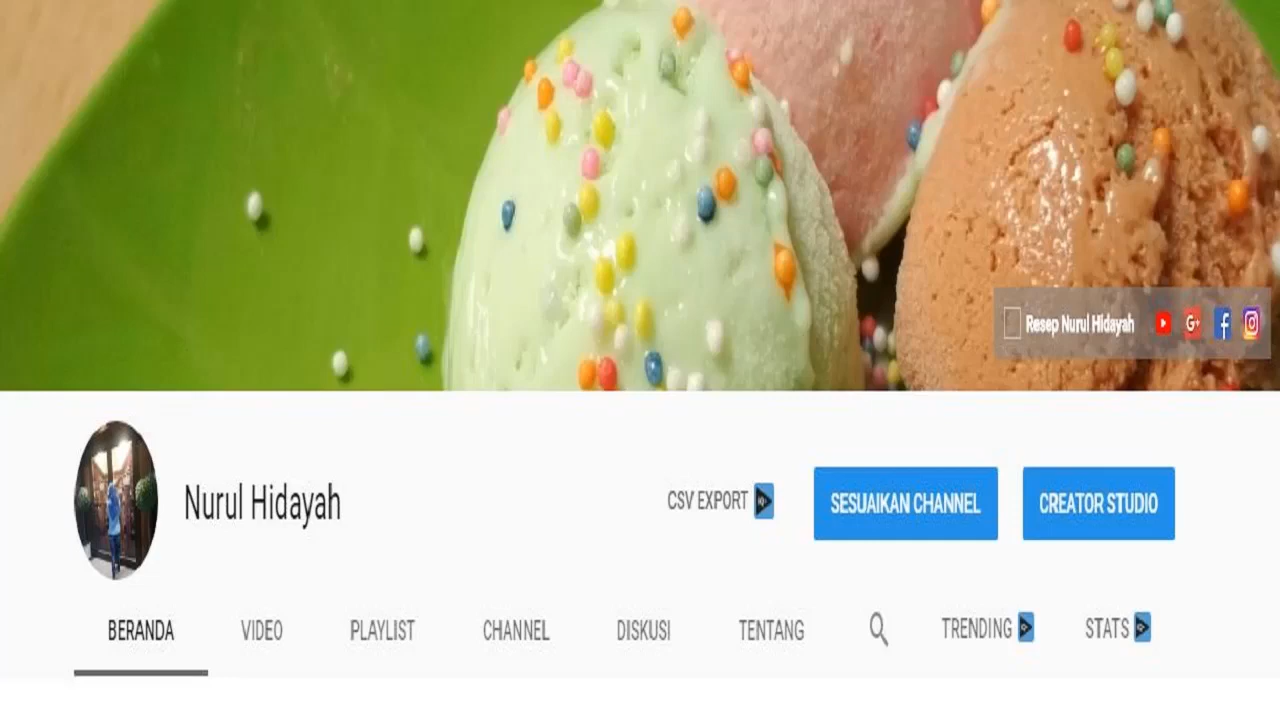 Resep Nurul Hidayah
Nurul Hidayah
CSV EXPORT
SESUAIKAN CHANNEL
CREATOR STUDIO
BERANDA VIDEO PLAYLIST CHANNEL DISKUSI TENTANG TRENDING STATS